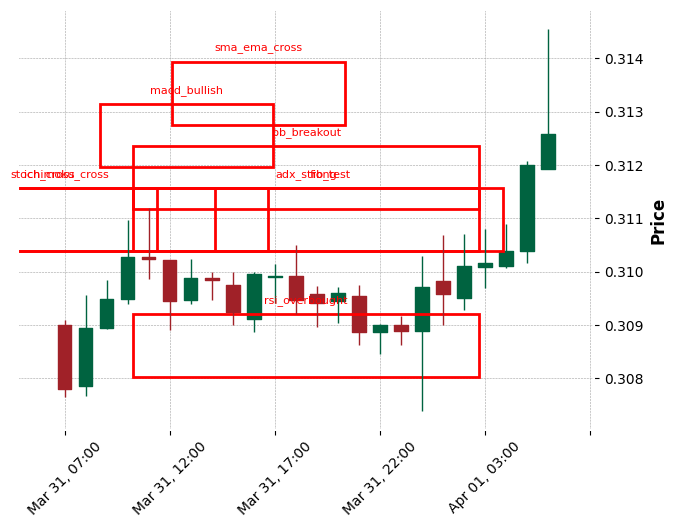 sma_ema_cross
macd_bullish
bb_breakout
ichimoku_cross
adx_strong
fib_test
rsi_overbought
0.314
0.313
0.312
0.311
0.310
0.309
0.308
Price
Mar 31, 07:00
Mar 31, 12:00
Mar 31, 17:00
Mar 31, 22:00
Apr 01, 03:00